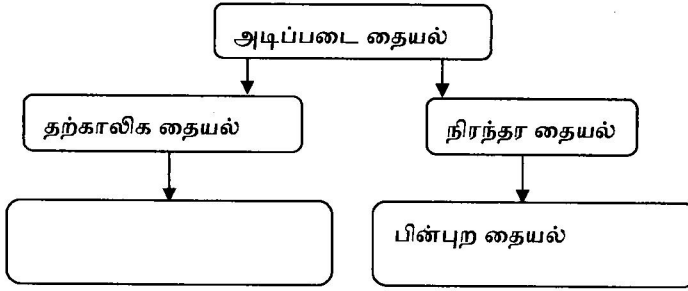 அடிப்படை தையல்
தற்காலிக தையல்
நிரந்தர தையல்
பின்புற தையல்